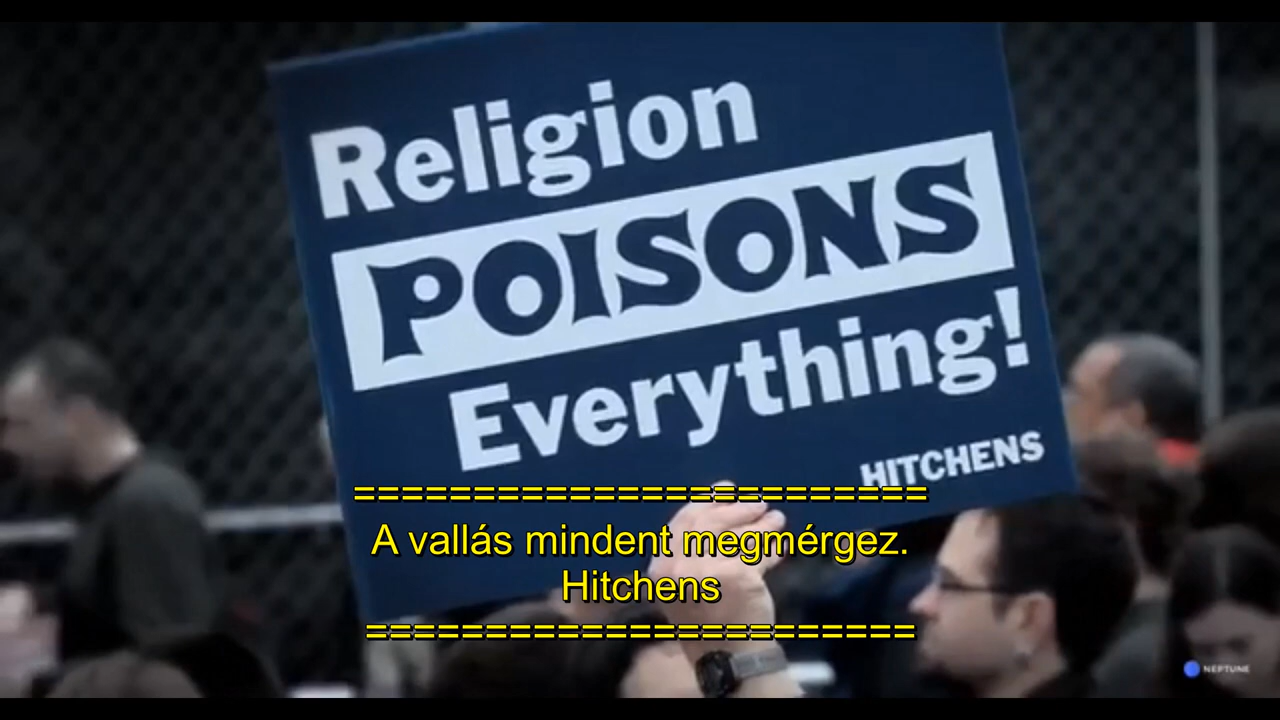 Religion
POISONS
Everything!
HITCHENS
=========================
A vallás mindent megmérgez.
Hitchens
========================
NEPTUNE